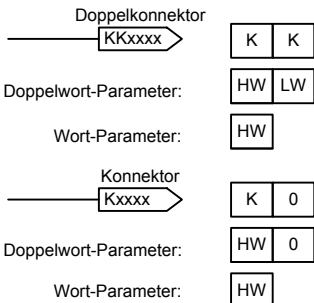 Doppelkonnektor
KKxxxx K K
Doppelwort-Parameter: HW LW
Wort-Parameter: HW
Konnektor
Kxxxx K 0
Doppelwort-Parameter: HW 0
Wort-Parameter: HW